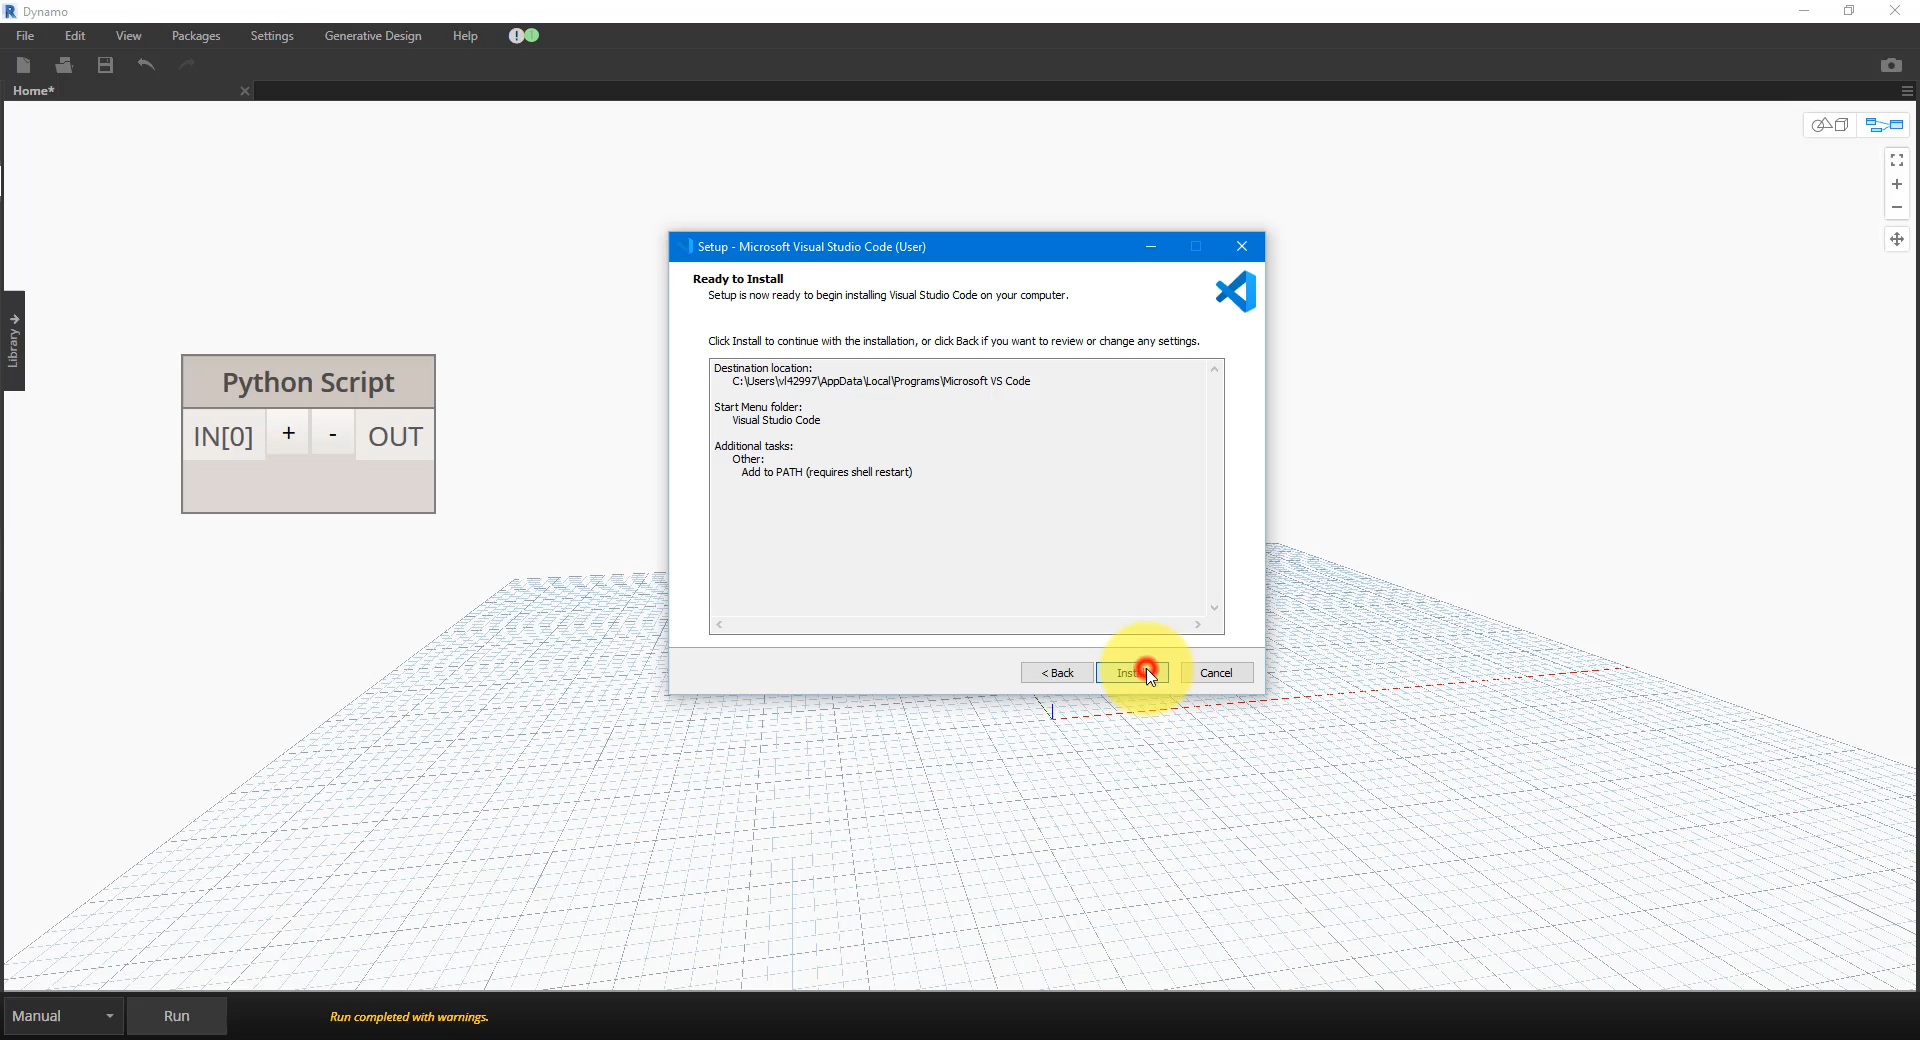 Dynamo
File Edit View Packages Settings Generative Design Help
Home*
Library
Python Script
IN[0] + - OUT
Setup - Microsoft Visual Studio Code (User)
Ready to Install
Setup is now ready to begin installing Visual Studio Code on your computer.
Click Install to continue with the installation, or click Back if you want to review or change any settings.
Destination location:
C:\Users\vl42997\AppData\Local\Programs\Microsoft VS Code
Start Menu folder:
Visual Studio Code
Additional tasks:
Other:
Add to PATH (requires shell restart)
< Back Cancel
Manual Run Run completed with warnings.